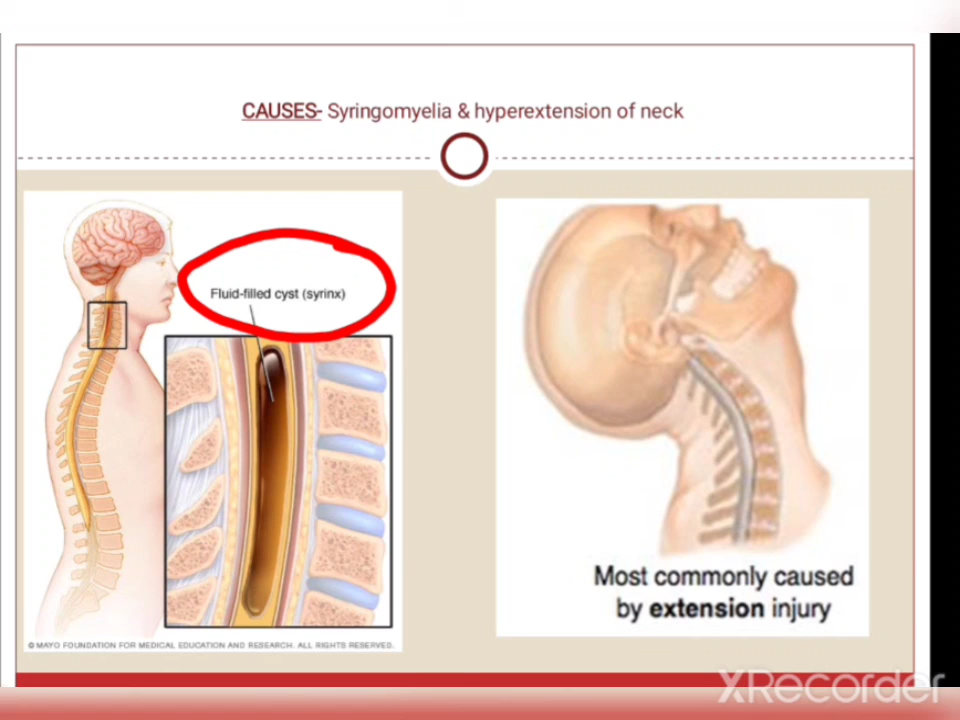 CAUSES- Syringomyelia & hyperextension of neck
Fluid-filled cyst (syrinx)
© MAYO FOUNDATION FOR MEDICAL EDUCATION AND RESEARCH. ALL RIGHTS RESERVED.
Most commonly caused
by extension injury
XRecorder